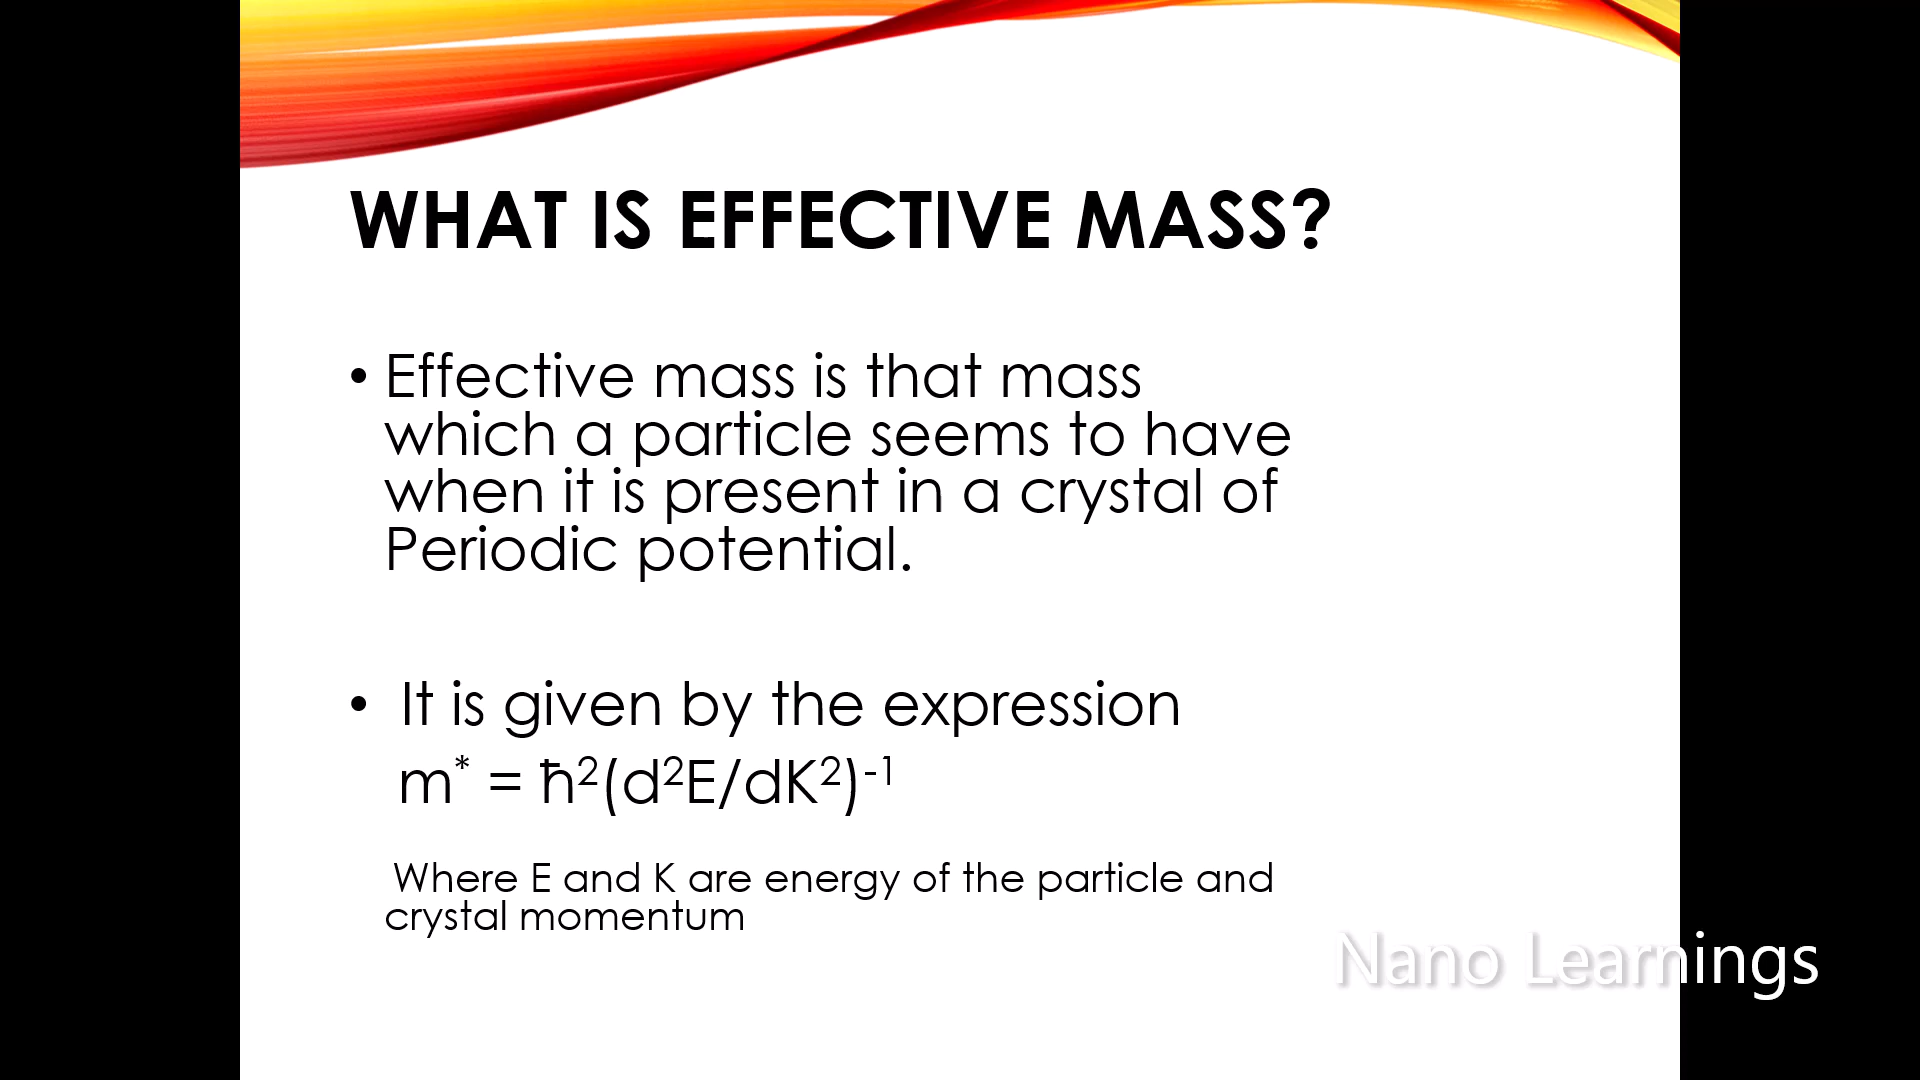 WHAT IS EFFECTIVE MASS?
• Effective mass is that mass
which a particle seems to have
when it is present in a crystal of
Periodic potential.
• It is given by the expression
m* = ħ²(d²E/dK²)⁻¹
Where E and K are energy of the particle and
crystal momentum
Nano Learnings